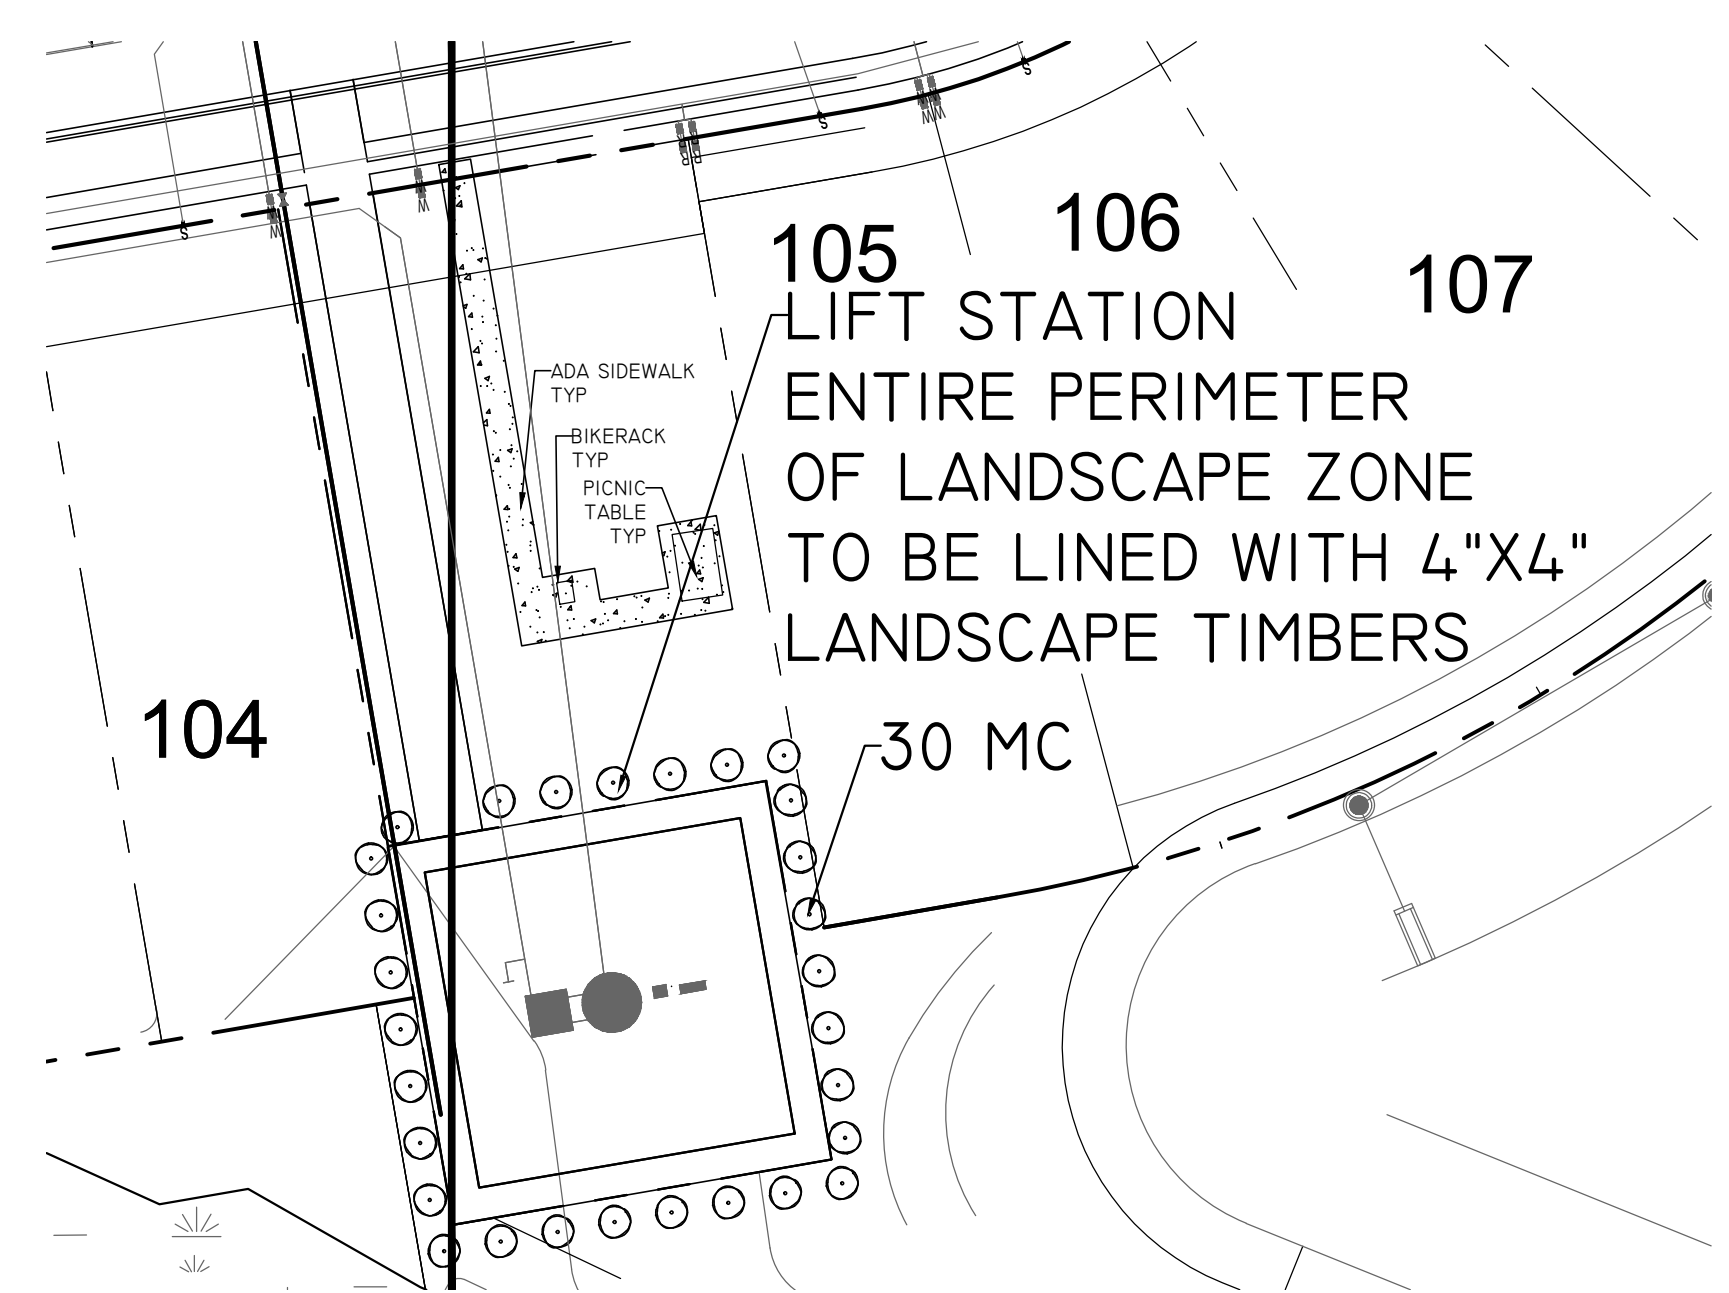 S
S
S
W
W
W
W
W
R
R
105
106
107
LIFT STATION
ENTIRE PERIMETER
OF LANDSCAPE ZONE
TO BE LINED WITH 4"X4"
LANDSCAPE TIMBERS
ADA SIDEWALK
TYP
BIKERACK
TYP
PICNIC
TABLE
TYP
104
30 MC